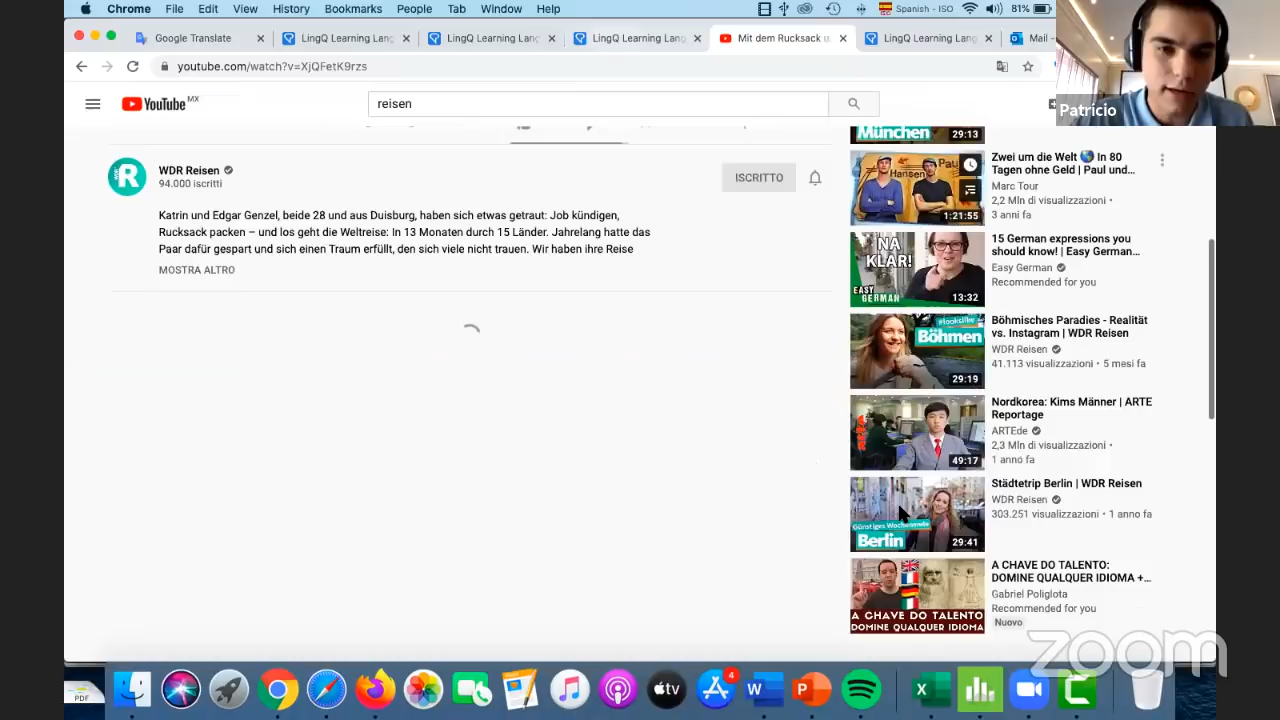 Chrome File Edit View History Bookmarks People Tab Window Help Spanish - ISO 81%
Google Translate
LingQ Learning Lang
LingQ Learning Lang
LingQ Learning Lang
Mit dem Rucksack u
LingQ Learning Lang
Mail -
youtube.com/watch?v=XjQFetK9rzs
YouTube MX
reisen
Patricio
München
29:13
WDR Reisen
94.000 iscritti
ISCRITTO
Katrin und Edgar Genzel, beide 28 und aus Duisburg, haben sich etwas getraut: Job kündigen,
Rucksack packen – und los geht die Weltreise: In 13 Monaten durch 15 Länder. Jahrelang hatte das
Paar dafür gespart und sich einen Traum erfüllt, den sich viele nicht trauen. Wir haben ihre Reise
MOSTRA ALTRO
Hansen
1:21:55
Zwei um die Welt 🌎 In 80
Tagen ohne Geld | Paul und...
Marc Tour
2,2 Mln di visualizzazioni •
3 anni fa
NA
KLAR!
EASY
GERMAN
13:32
15 German expressions you
should know! | Easy German...
Easy German
Recommended for you
Böhmen
29:19
Böhmisches Paradies - Realität
vs. Instagram | WDR Reisen
WDR Reisen
41.113 visualizzazioni • 5 mesi fa
49:17
Nordkorea: Kims Männer | ARTE
Reportage
ARTEde
2,3 Mln di visualizzazioni •
1 anno fa
Günstiges Wochenende
Berlin
29:41
Städtetrip Berlin | WDR Reisen
WDR Reisen
303.251 visualizzazioni • 1 anno fa
A CHAVE DO TALENTO
DOMINE QUALQUER IDIOMA
A CHAVE DO TALENTO:
DOMINE QUALQUER IDIOMA +...
Gabriel Poliglota
Recommended for you
Nuovo
zoom
PDF
tv
4
W
P
X
C